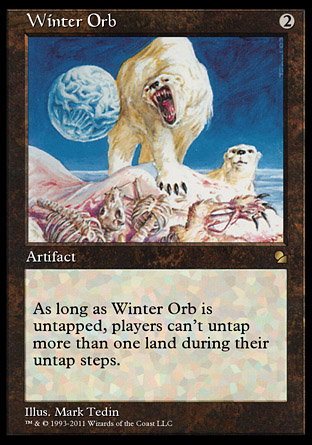 Winter Orb 2
Artifact
As long as Winter Orb is
untapped, players can't untap
more than one land during their
untap steps.
Illus. Mark Tedin
™ & © 1993-2011 Wizards of the Coast LLC